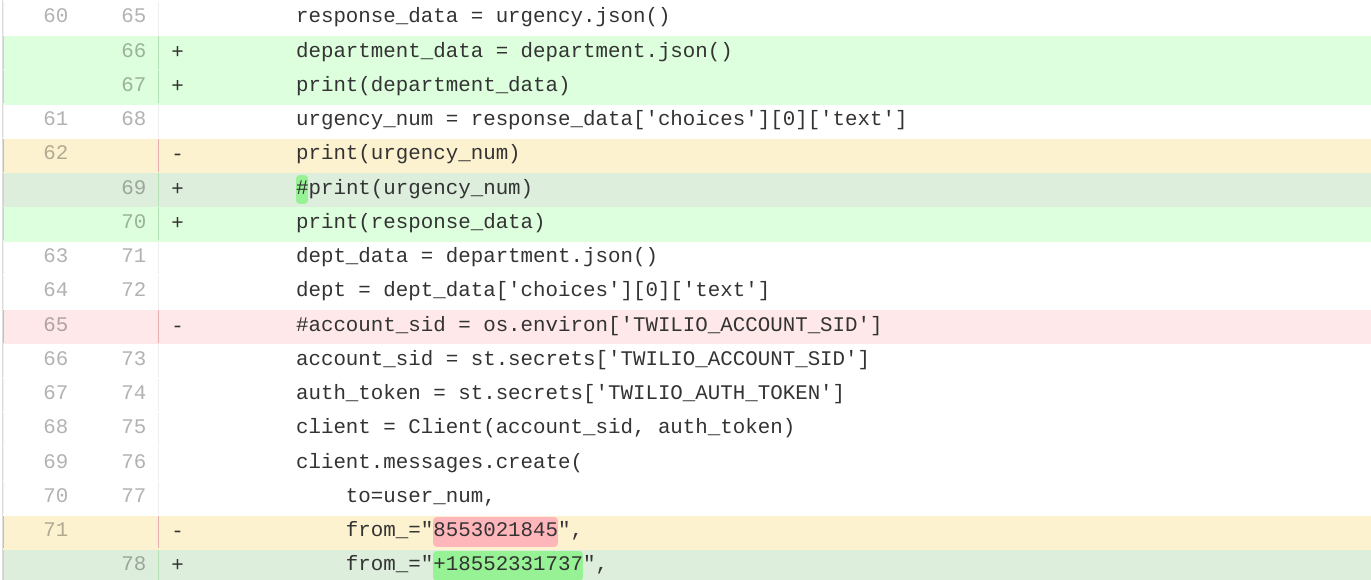 60 65 response_data = urgency.json()
66 + department_data = department.json()
67 + print(department_data)
61 68 urgency_num = response_data['choices'][0]['text']
62 - print(urgency_num)
69 + #print(urgency_num)
70 + print(response_data)
63 71 dept_data = department.json()
64 72 dept = dept_data['choices'][0]['text']
65 - #account_sid = os.environ['TWILIO_ACCOUNT_SID']
66 73 account_sid = st.secrets['TWILIO_ACCOUNT_SID']
67 74 auth_token = st.secrets['TWILIO_AUTH_TOKEN']
68 75 client = Client(account_sid, auth_token)
69 76 client.messages.create(
70 77 to=user_num,
71 - from_="8553021845",
78 + from_="+18552331737",